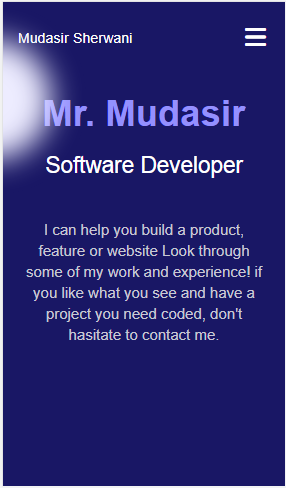 Mudasir Sherwani
Mr. Mudasir
Software Developer
I can help you build a product,
feature or website Look through
some of my work and experience! if
you like what you see and have a
project you need coded, don't
hasitate to contact me.